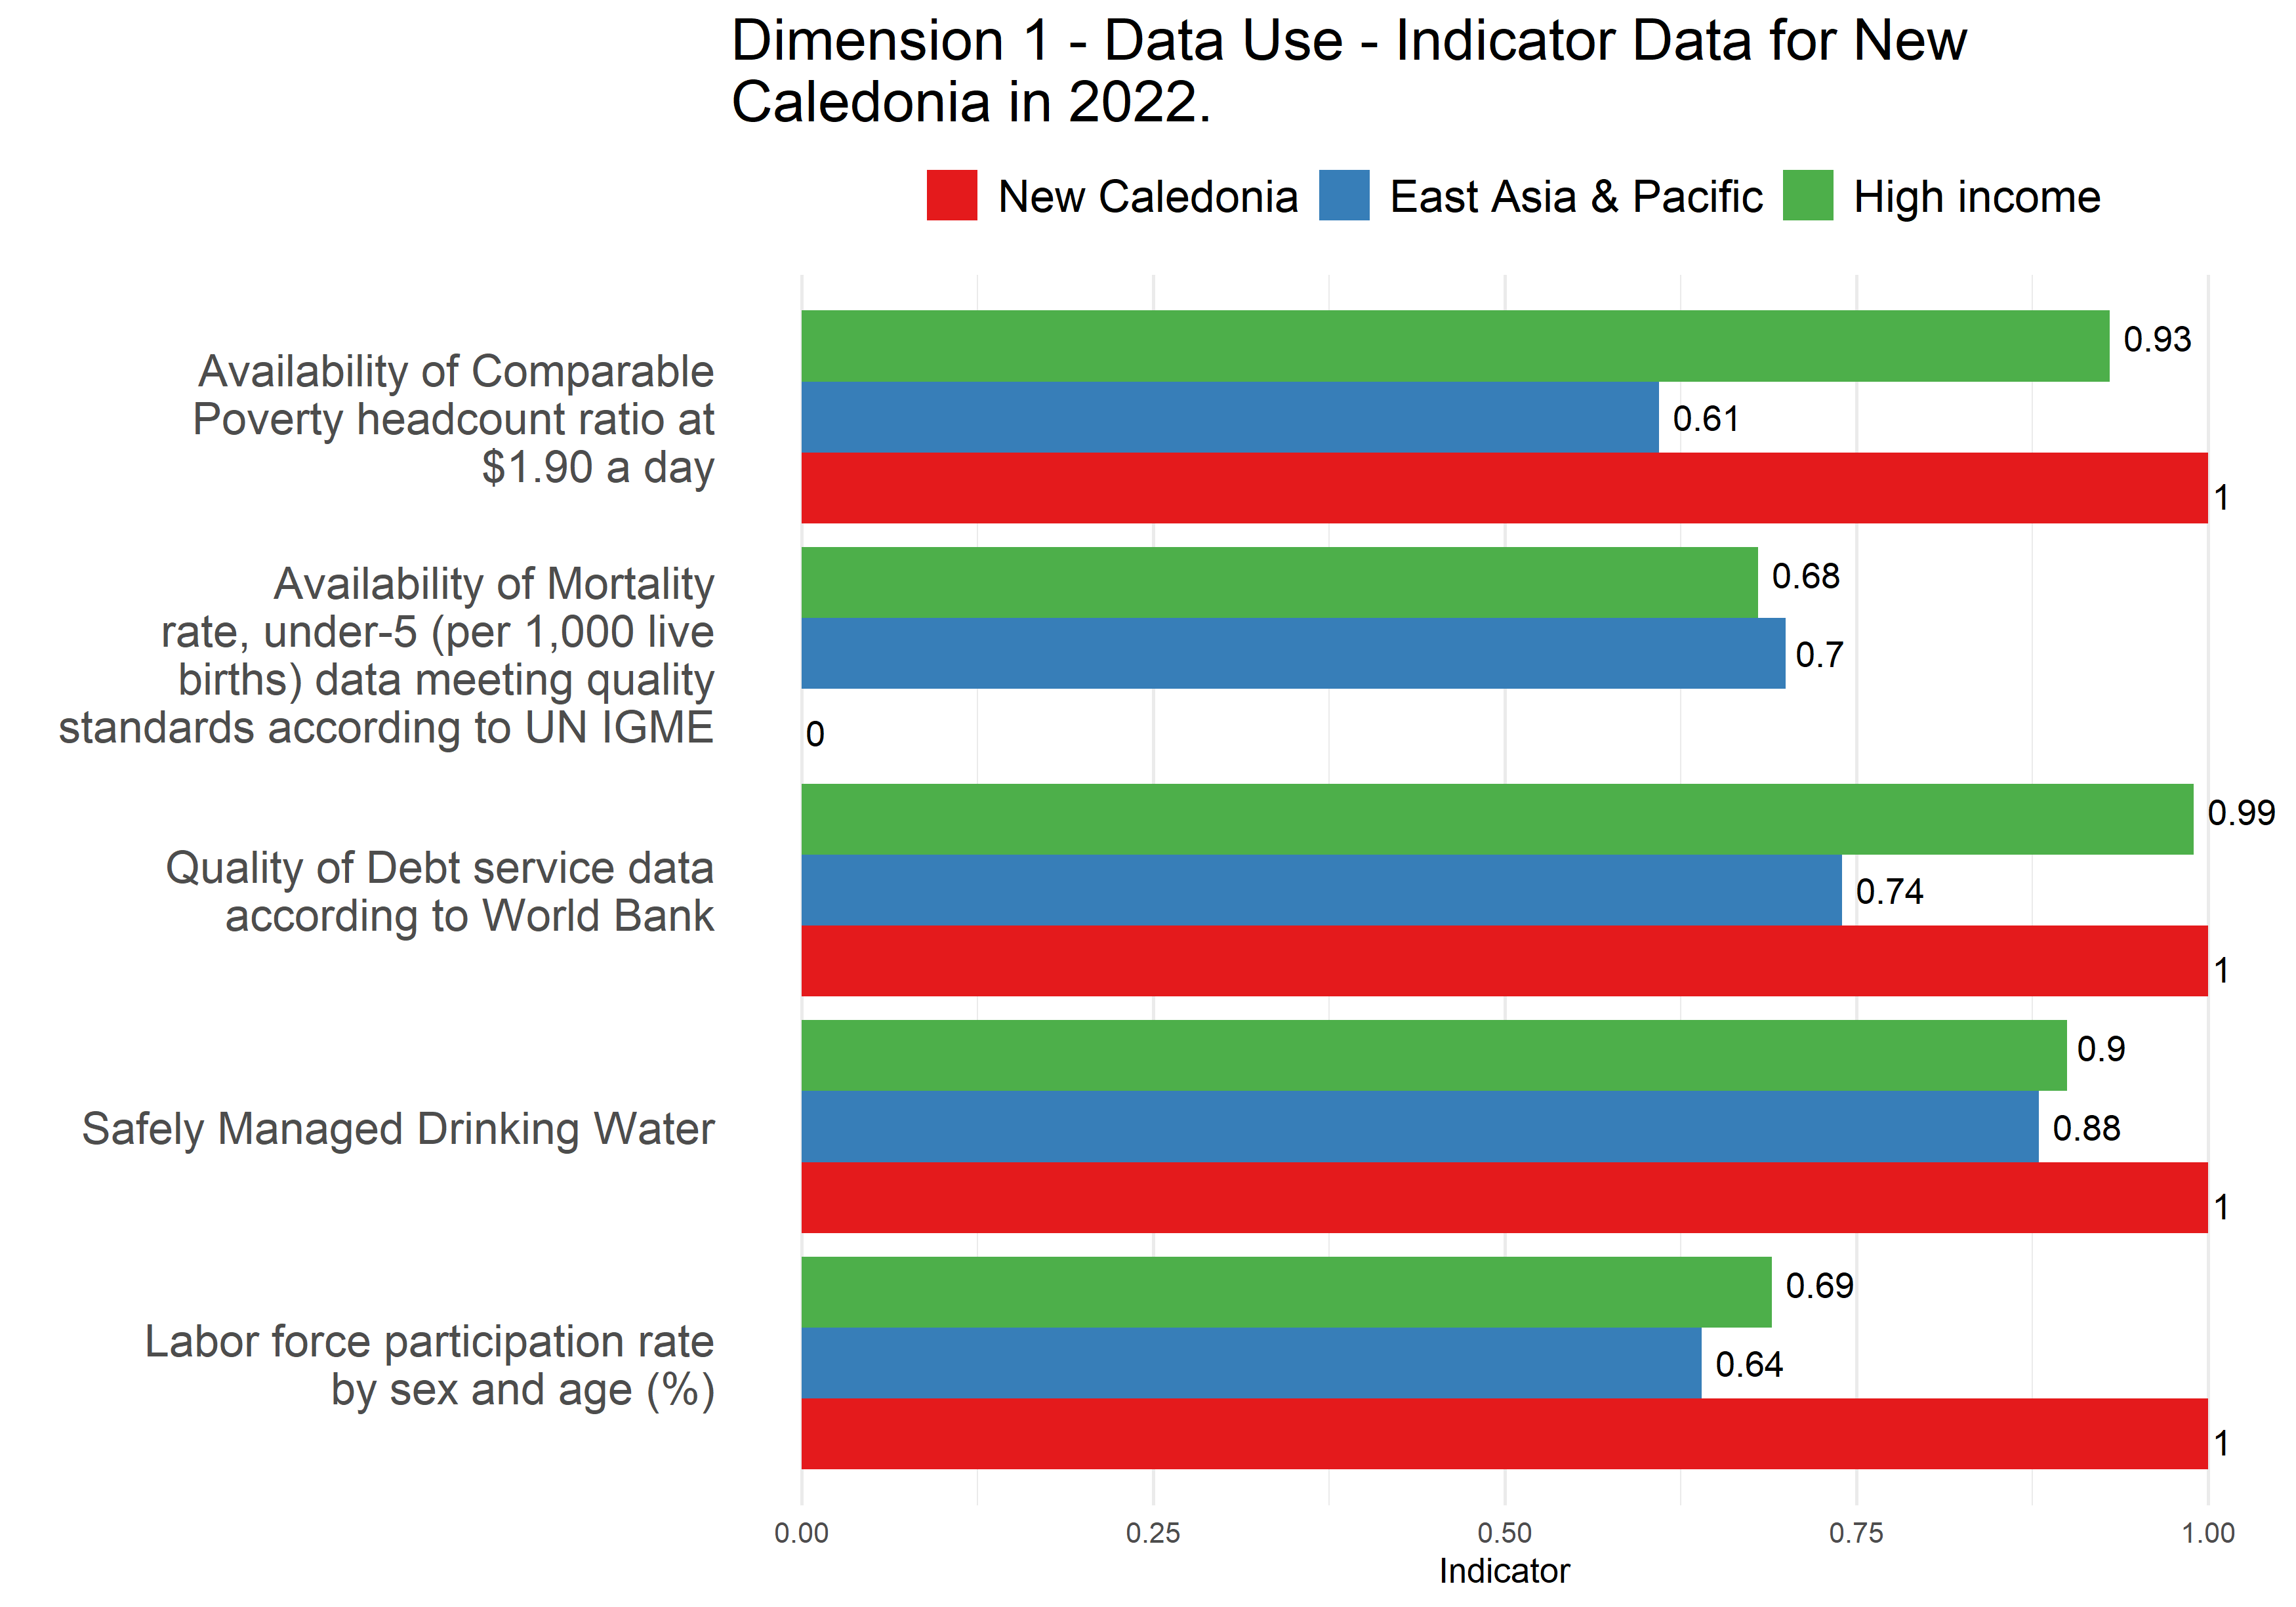 Dimension 1 - Data Use - Indicator Data for New
Caledonia in 2022.
New Caledonia East Asia & Pacific High income
Availability of Comparable
Poverty headcount ratio at
$1.90 a day
0.93
0.61
1
Availability of Mortality
rate, under-5 (per 1,000 live
births) data meeting quality
standards according to UN IGME
0.68
0.7
0
Quality of Debt service data
according to World Bank
0.99
0.74
1
Safely Managed Drinking Water
0.9
0.88
1
Labor force participation rate
by sex and age (%)
0.69
0.64
1
0.00 0.25 0.50 0.75 1.00
Indicator